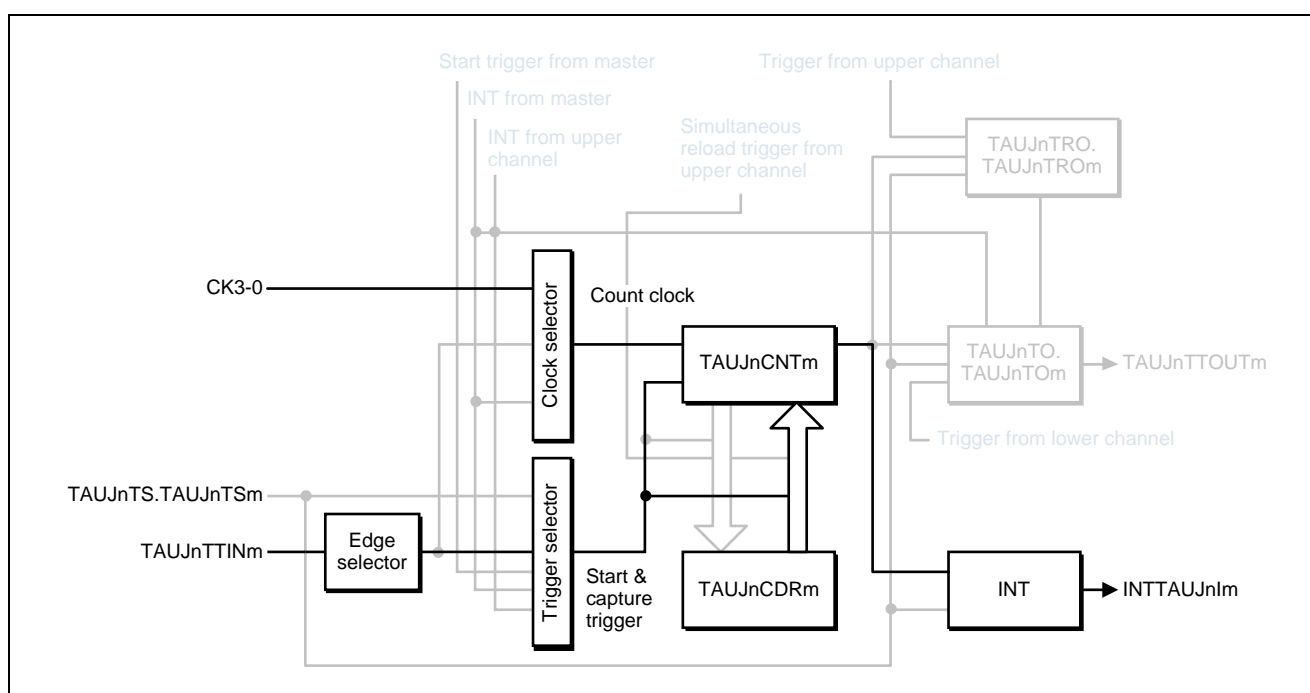 Start trigger from master
INT from master
INT from upper
channel
Simultaneous
reload trigger from
upper channel
Trigger from upper channel
TAUJnTRO.
TAUJnTROm
CK3-0
Clock selector
Count clock
TAUJnCNTm
TAUJnTO.
TAUJnTOm
TAUJnTTOUTm
Trigger from lower channel
TAUJnTS.TAUJnTSm
TAUJnTTINm
Edge
selector
Trigger selector
Start &
capture
trigger
TAUJnCDRm
INT
INTTAUJnIm